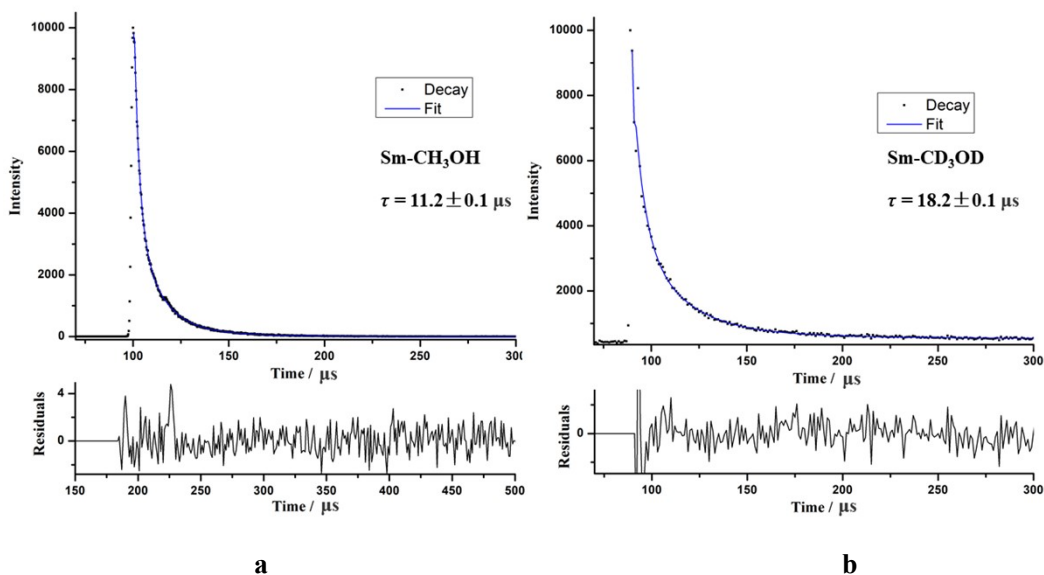 10000
8000
6000
4000
2000
0
Intensity
Decay
Fit
Sm-CH₃OH
τ = 11.2±0.1 μs
100
150
200
250
300
Time / μs
4
0
Residuals
150
200
250
300
350
400
450
500
Time / μs
a
10000
8000
6000
4000
2000
Intensity
Decay
Fit
Sm-CD₃OD
τ = 18.2±0.1 μs
100
150
200
250
300
Time / μs
0
Residuals
100
150
200
250
300
Time / μs
b